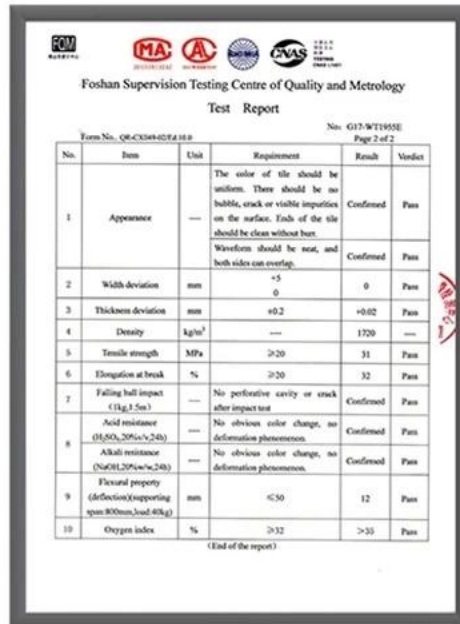 FQM
MA
AL
ilac-MRA
CNAS
TESTING
Foshan Supervision Testing Centre of Quality and Metrology
Test Report
No: G17-WT1955E
Form No.: QR-CX049-02/Ed.10.0
Page 2 of 2
No. Item Unit Requirement Result Verdict
1 Appearance ---- The color of tile should be uniform. There should be no bubble, crack or visible impurities on the surface. Ends of the tile should be clean without burr. Confirmed Pass
Waveform should be neat, and both sides can overlap. Confirmed Pass
2 Width deviation mm +5 0 0 Pass
3 Thickness deviation mm ±0.2 +0.02 Pass
4 Density kg/m³ ---- 1720 ----
5 Tensile strength MPa ≥20 31 Pass
6 Elongation at break % ≥20 32 Pass
7 Falling ball impact (1kg,1.5m) ---- No perforative cavity or crack after impact test Confirmed Pass
8 Acid resistance (H₂SO₄,20%v/v,24h) ---- No obvious color change, no deformation phenomenon. Confirmed Pass
Alkali resistance (NaOH,20%w/w,24h) ---- No obvious color change, no deformation phenomenon. Confirmed Pass
9 Flexural property (deflection)(supporting span:800mm,load:40kg) mm ≤50 12 Pass
10 Oxygen index % ≥32 >35 Pass
(End of the report)